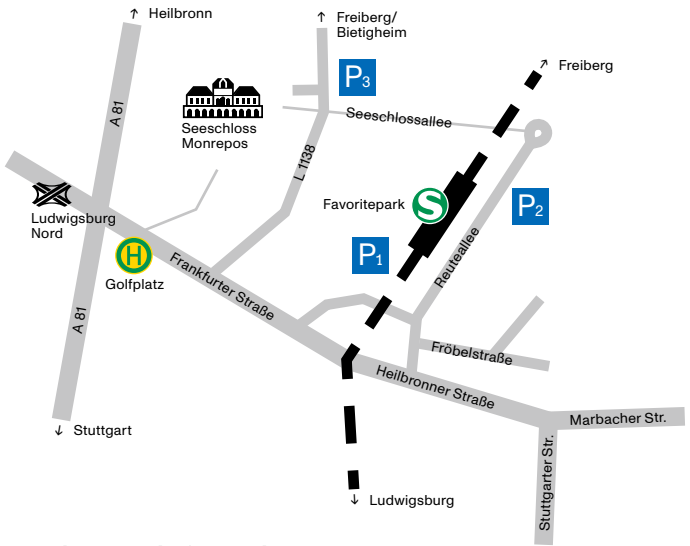 ↑ Heilbronn
↑ Freiberg/
Bietigheim
P3
↗ Freiberg
A 81
Seeschloss
Monrepos
Seeschlossallee
L 1138
Favoritepark
S
P2
Ludwigsburg
Nord
H
Golfplatz
P1
Reuteallee
Frankfurter Straße
A 81
Fröbelstraße
Heilbronner Straße
Marbacher Str.
↓ Stuttgart
Stuttgarter Str.
↓ Ludwigsburg